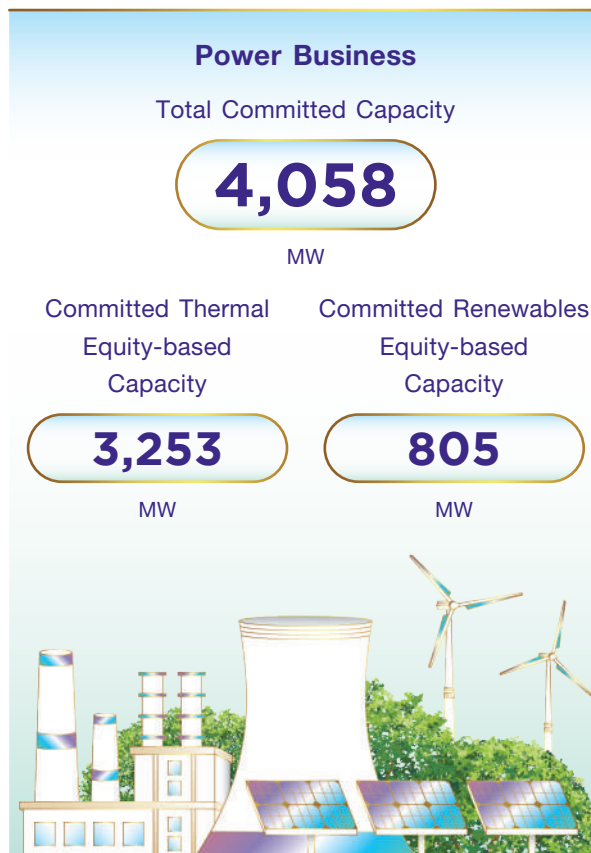 Power Business
Total Committed Capacity
4,058
MW
Committed Thermal
Equity-based
Capacity
3,253
MW
Committed Renewables
Equity-based
Capacity
805
MW